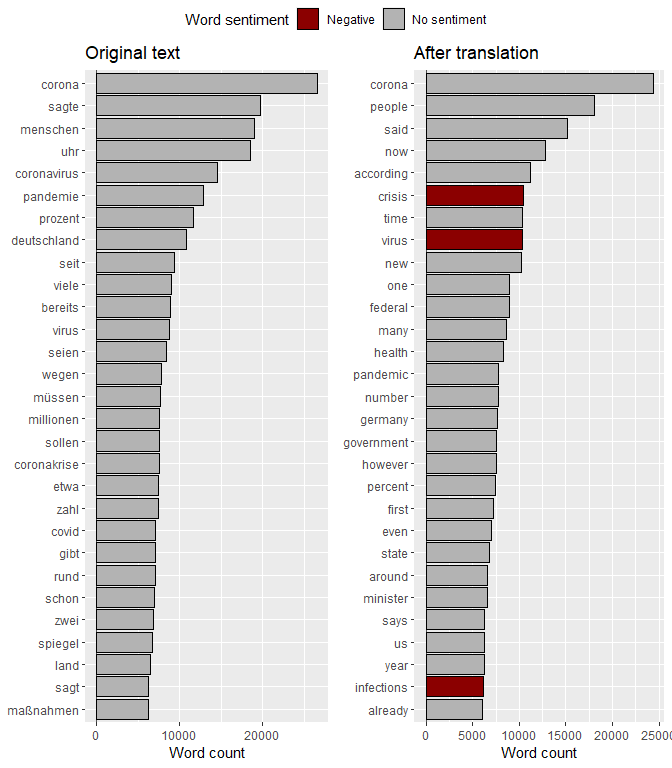 Word sentiment Negative No sentiment
Original text
corona
sagte
menschen
uhr
coronavirus
pandemie
prozent
deutschland
seit
viele
bereits
virus
seien
wegen
müssen
millionen
sollen
coronakrise
etwa
zahl
covid
gibt
rund
schon
zwei
spiegel
land
sagt
maßnahmen
0 10000 20000
Word count
After translation
corona
people
said
now
according
crisis
time
virus
new
one
federal
many
health
pandemic
number
germany
government
however
percent
first
even
state
around
minister
says
us
year
infections
already
0 5000 10000 15000 20000 25000
Word count